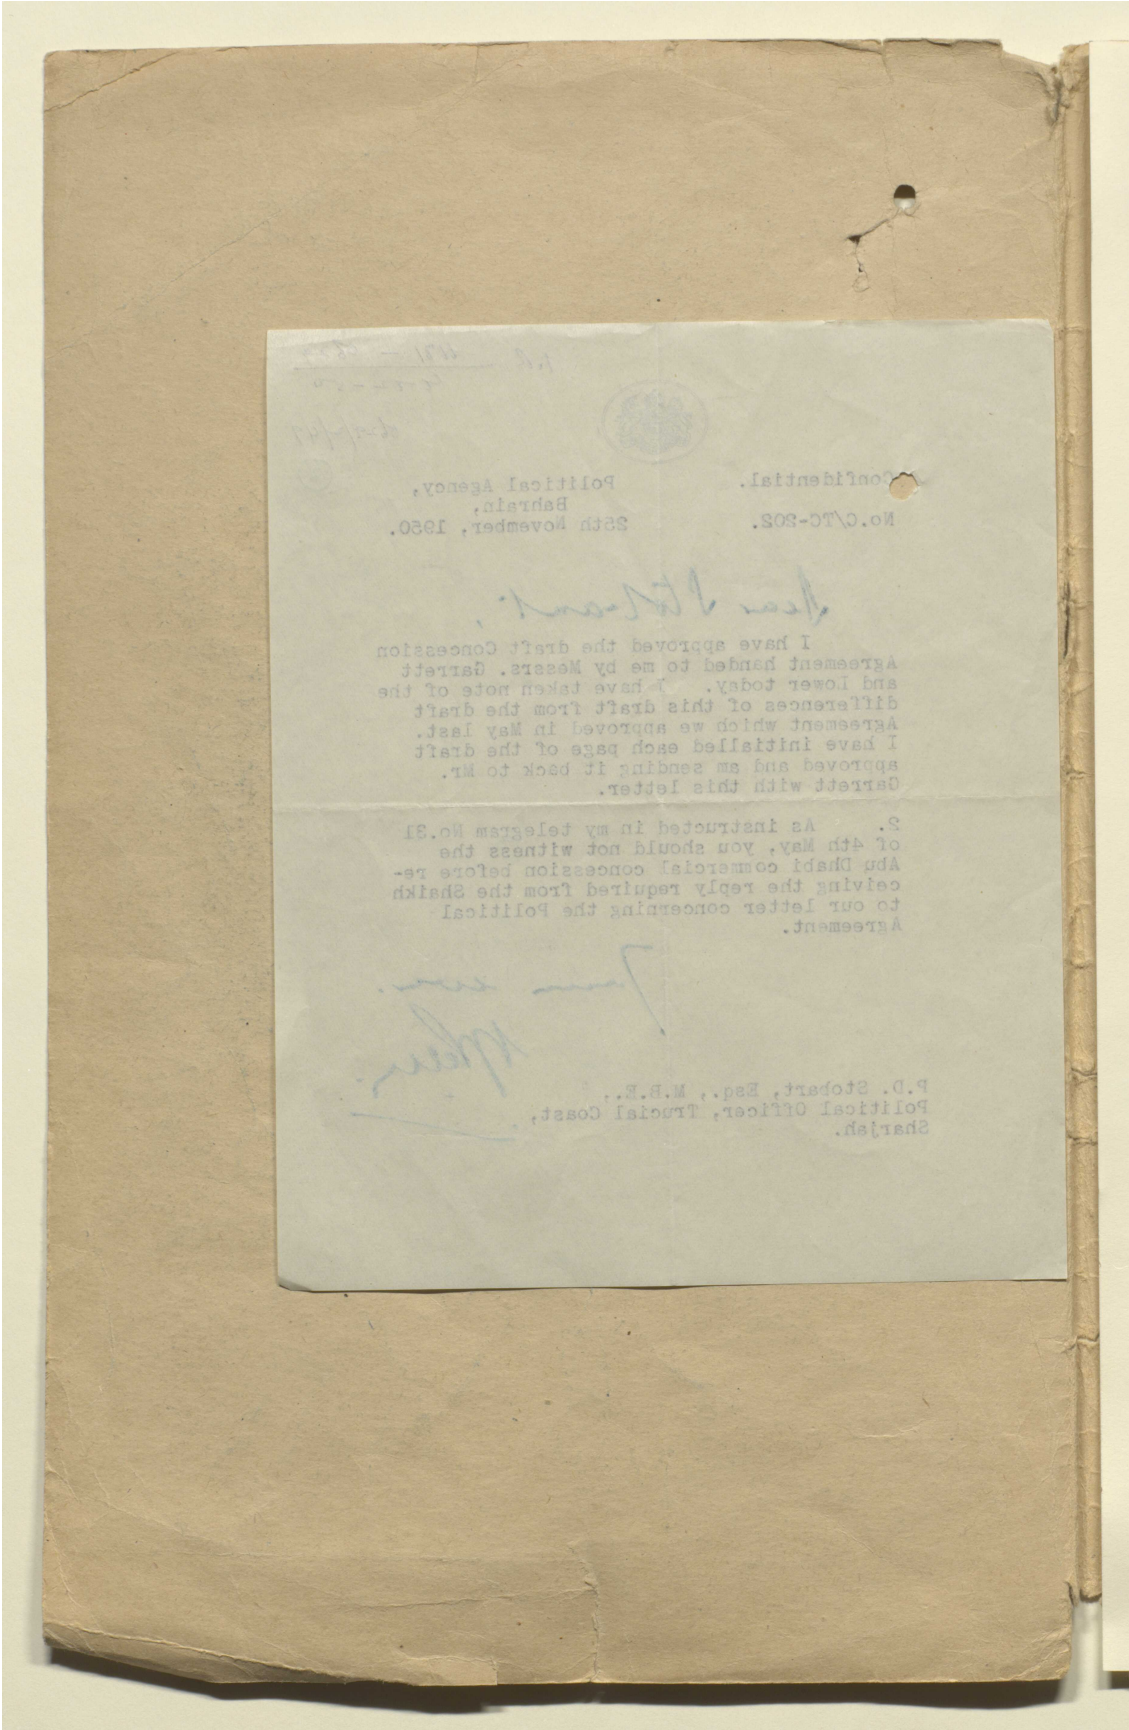 Confidential.
Political Agency,
Bahrain,
No.C/TC-202.
25th November, 1950.
Dear Stobart,
I have approved the draft Concession
Agreement handed to me by Messrs. Garrett
and Lower today. I have taken note of the
differences of this draft from the draft
Agreement which we approved in May last.
I have initialled each page of the draft
approved and am sending it back to Mr.
Garrett with this letter.
2. As instructed in my telegram No.31
of 4th May, you should not witness the
Abu Dhabi commercial concession before re-
ceiving the reply required from the Shaikh
to our letter concerning the Political
Agreement.
Yours ever.
P.D. Stobart, Esq., M.B.E.,
Political Officer, Trucial Coast,
Sharjah.